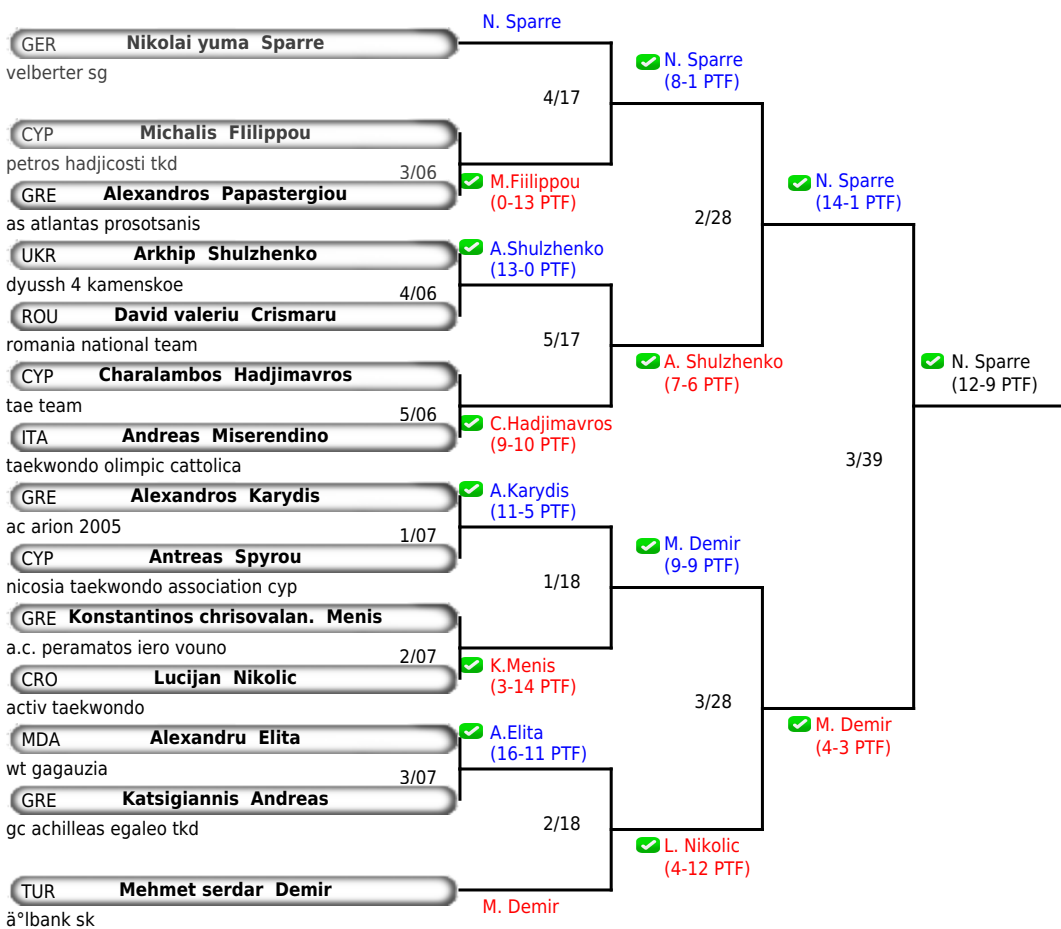 N. Sparre
GER Nikolai yuma Sparre
velberter sg
N. Sparre
(8-1 PTF)
4/17
CYP Michalis FIilippou
petros hadjicosti tkd
3/06
M.Fiilippou
(0-13 PTF)
GRE Alexandros Papastergiou
as atlantas prosotsanis
N. Sparre
(14-1 PTF)
2/28
UKR Arkhip Shulzhenko
dyussh 4 kamenskoe
A.Shulzhenko
(13-0 PTF)
4/06
ROU David valeriu Crismaru
romania national team
5/17
A. Shulzhenko
(7-6 PTF)
N. Sparre
(12-9 PTF)
CYP Charalambos Hadjimavros
tae team
5/06
C.Hadjimavros
(9-10 PTF)
ITA Andreas Miserendino
taekwondo olimpic cattolica
3/39
GRE Alexandros Karydis
ac arion 2005
A.Karydis
(11-5 PTF)
1/07
CYP Antreas Spyrou
nicosia taekwondo association cyp
M. Demir
(9-9 PTF)
1/18
GRE Konstantinos chrisovalan. Menis
a.c. peramatos iero vouno
2/07
K.Menis
(3-14 PTF)
CRO Lucijan Nikolic
activ taekwondo
3/28
M. Demir
(4-3 PTF)
MDA Alexandru Elita
wt gagauzia
A.Elita
(16-11 PTF)
3/07
GRE Katsigiannis Andreas
gc achilleas egaleo tkd
2/18
L. Nikolic
(4-12 PTF)
TUR Mehmet serdar Demir
ä°lbank sk
M. Demir